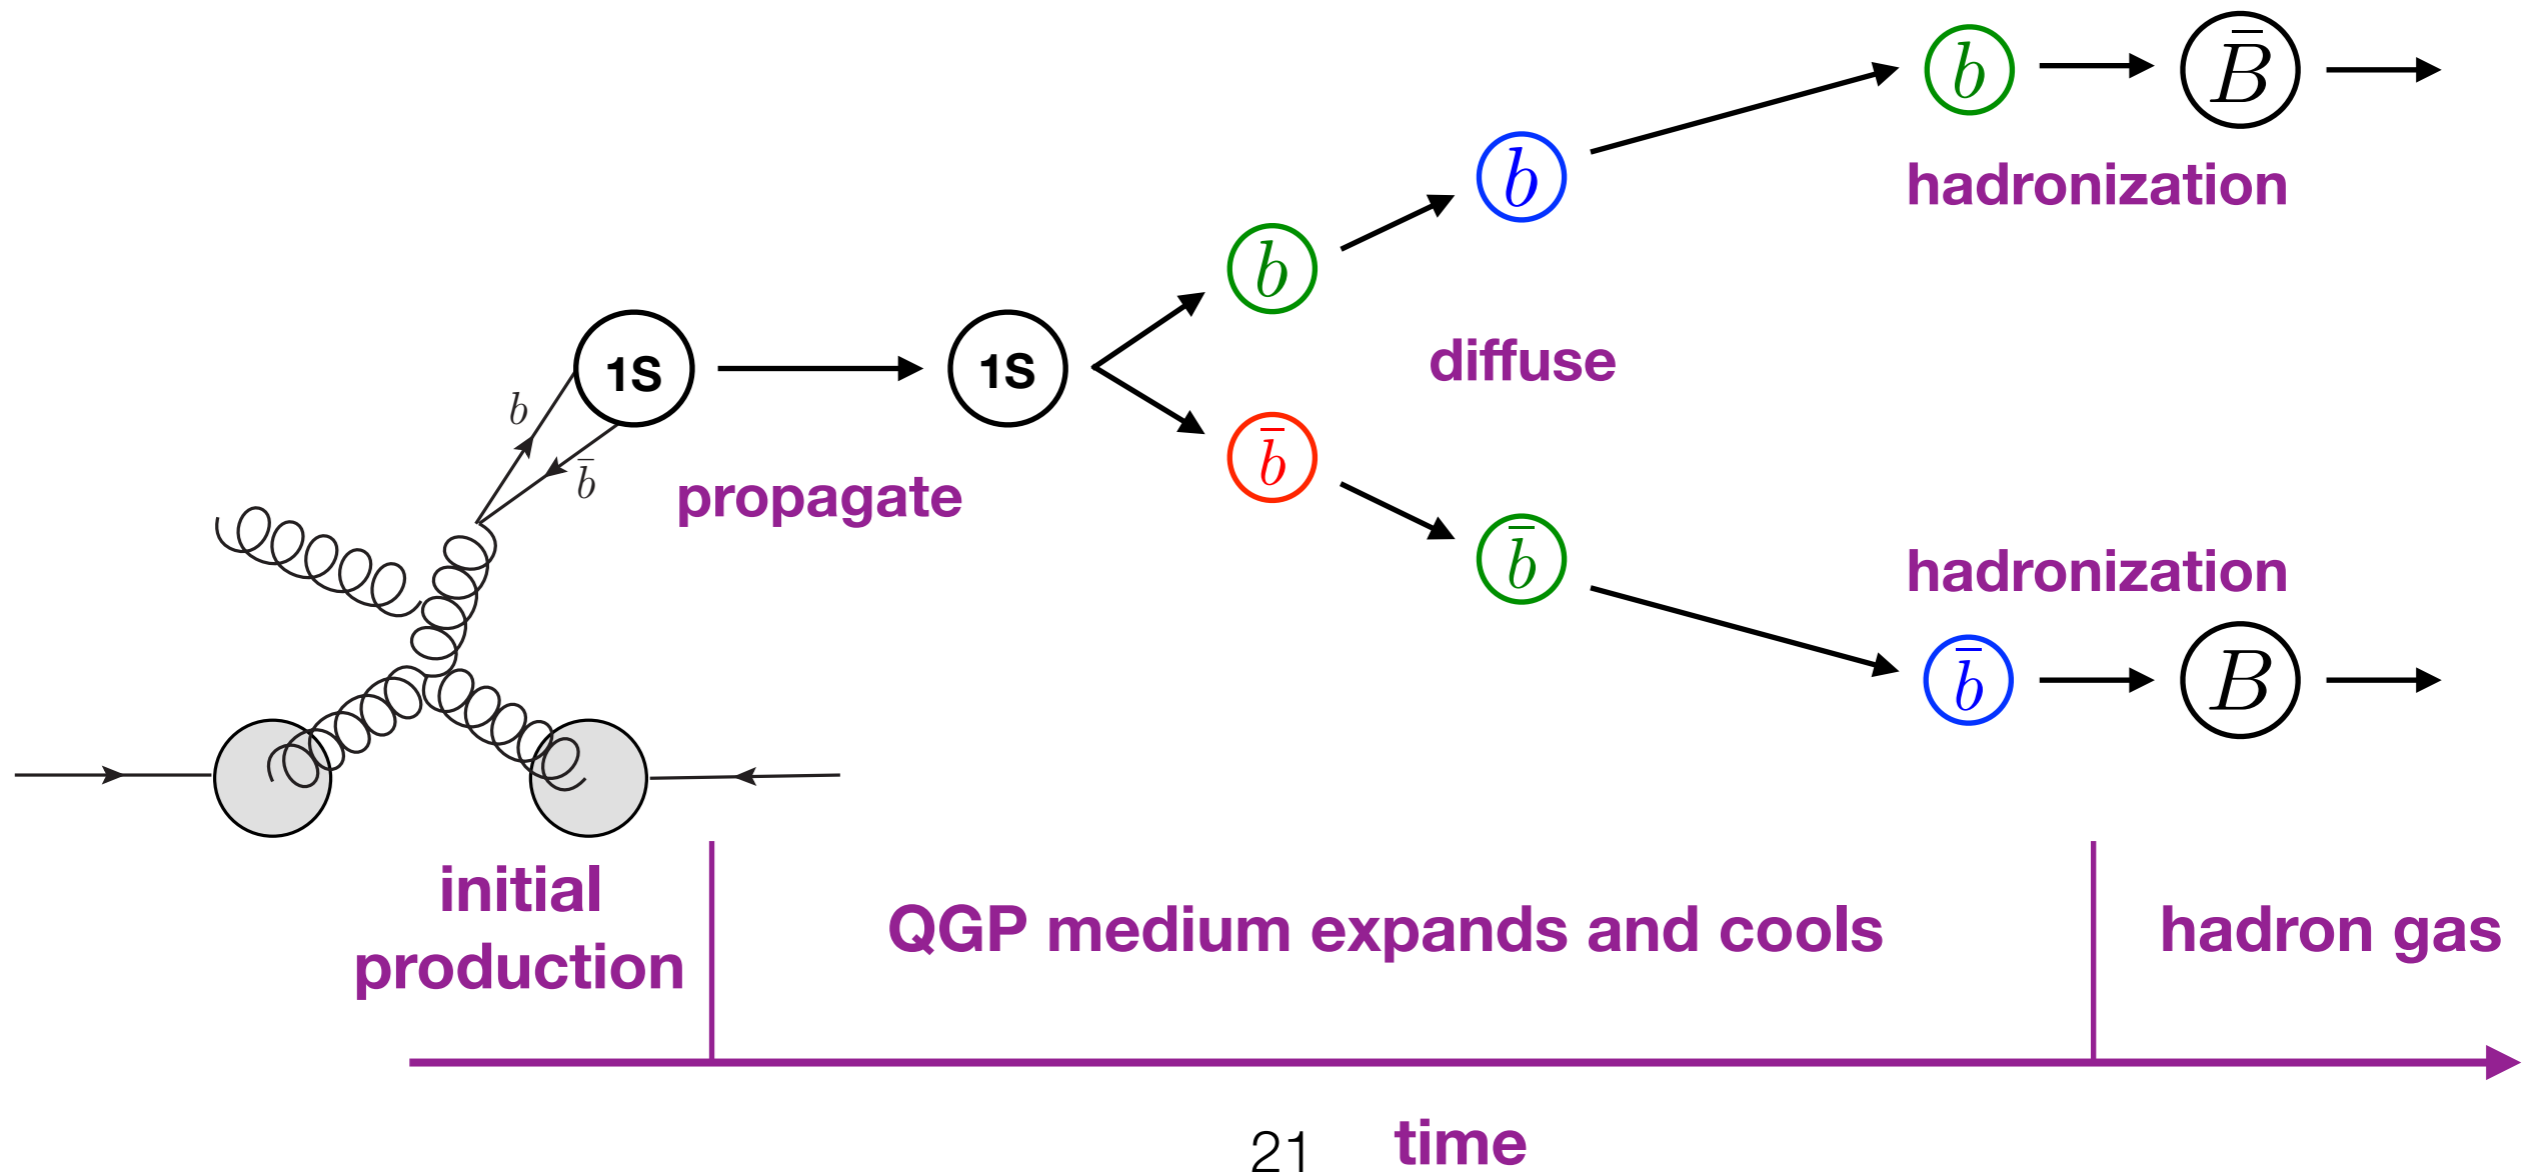 b
B̄
hadronization
b
b
diffuse
1S
1S
b
b̄
propagate
b̄
b̄
hadronization
b̄
B
initial
production
QGP medium expands and cools
hadron gas
21
time